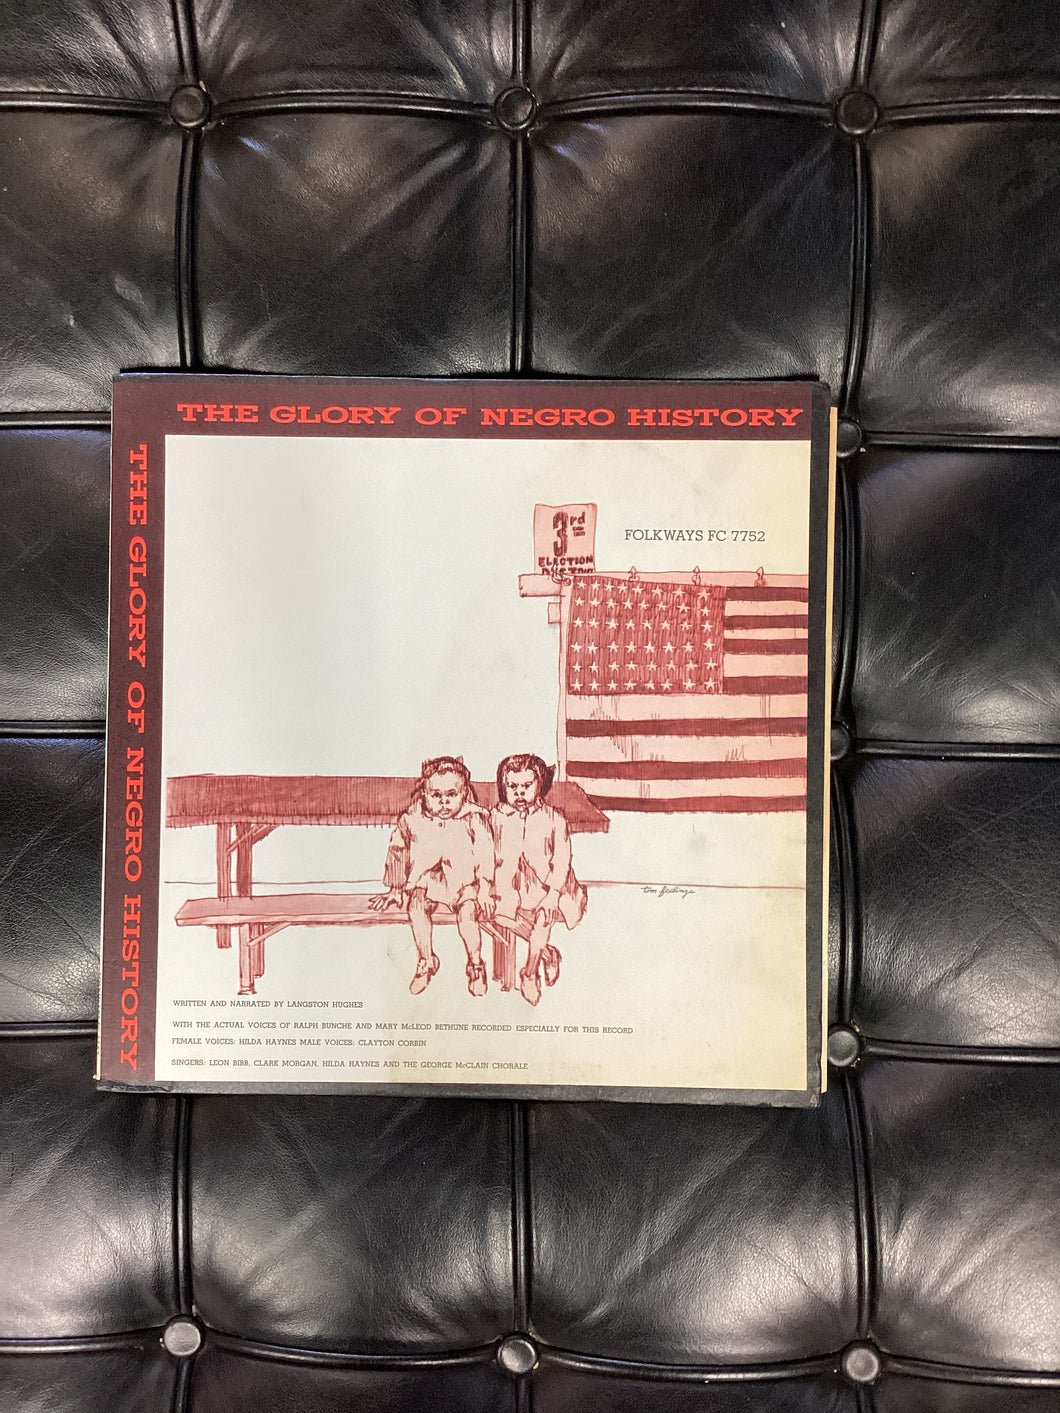 THE GLORY OF NEGRO HISTORY
THE GLORY OF NEGRO HISTORY
3rd
ELECTION
FOLKWAYS FC 7752
tom feelings
WRITTEN AND NARRATED BY LANGSTON HUGHES
WITH THE ACTUAL VOICES OF RALPH BUNCHE AND MARY McLEOD BETHUNE RECORDED ESPECIALLY FOR THIS RECORD
FEMALE VOICES: HILDA HAYNES MALE VOICES: CLAYTON CORBIN
SINGERS: LEON BIBB, CLARK MORGAN, HILDA HAYNES AND THE GEORGE McCLAIN CHORALE